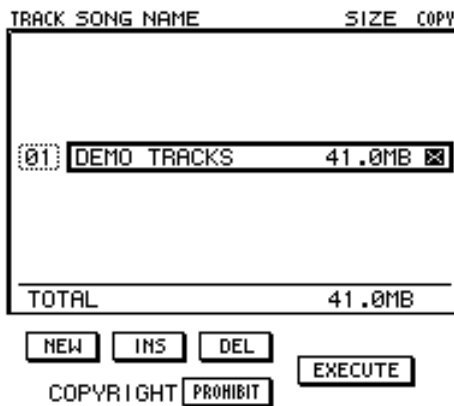 TRACK SONG NAME SIZE COPY
01 DEMO TRACKS 41.0MB
TOTAL 41.0MB
NEW INS DEL
EXECUTE
COPYRIGHT PROHIBIT